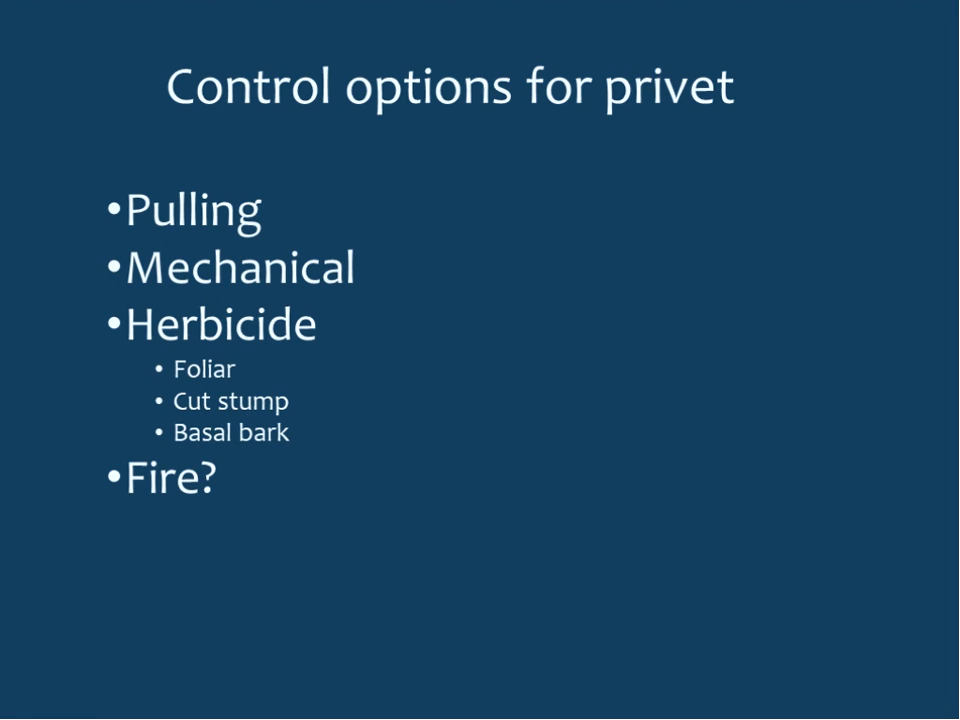 Control options for privet
•Pulling
•Mechanical
•Herbicide
• Foliar
• Cut stump
• Basal bark
•Fire?